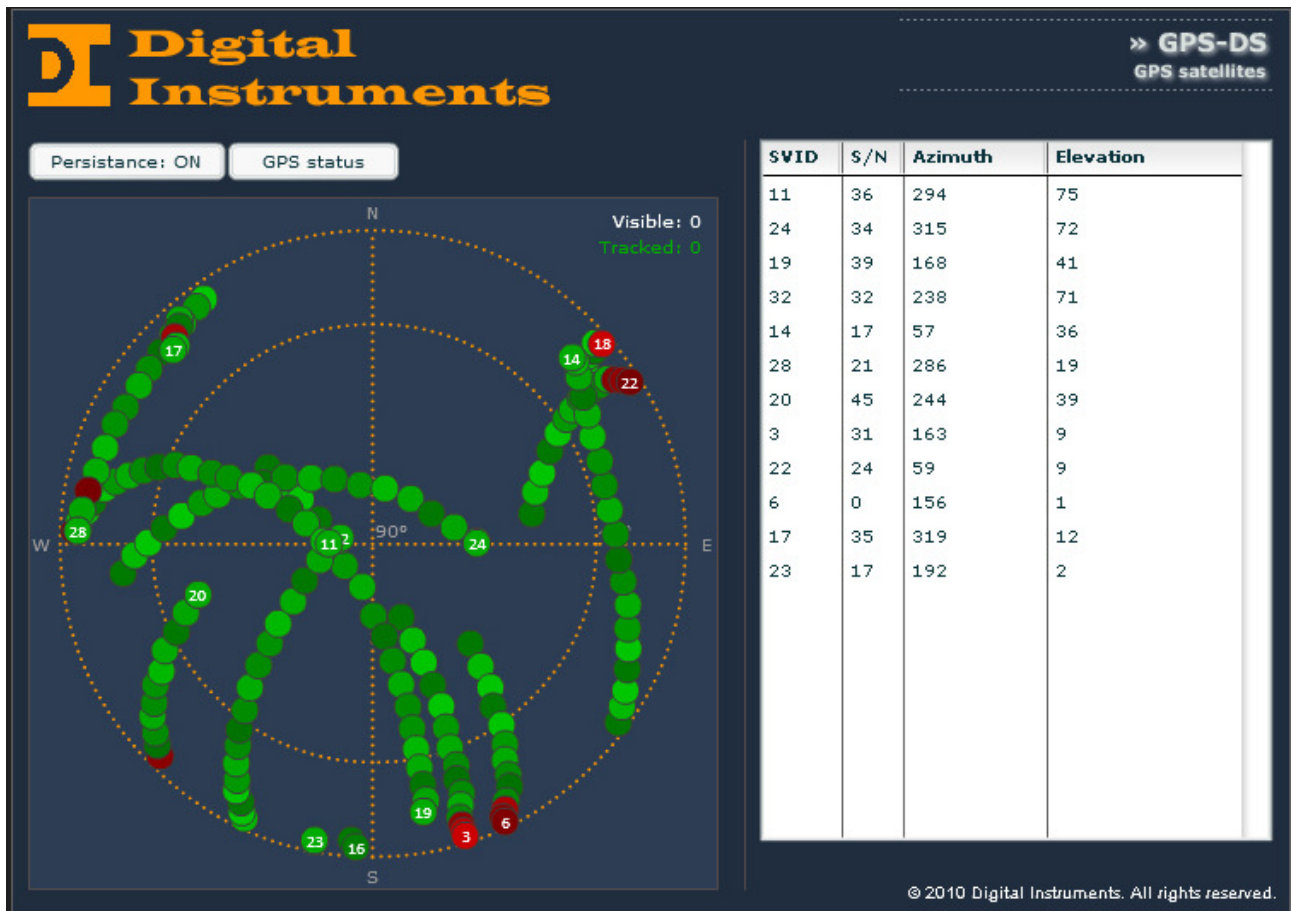 Digital
Instruments
» GPS-DS
GPS satellites
Persistance: ON GPS status
Visible: 0
Tracked: 0
N
18
17
14
22
28
W
11
2
90°
24
E
20
19
3
6
23
16
S
SVID S/N Azimuth Elevation
11 36 294 75
24 34 315 72
19 39 168 41
32 32 238 71
14 17 57 36
28 21 286 19
20 45 244 39
3 31 163 9
22 24 59 9
6 0 156 1
17 35 319 12
23 17 192 2
© 2010 Digital Instruments. All rights reserved.